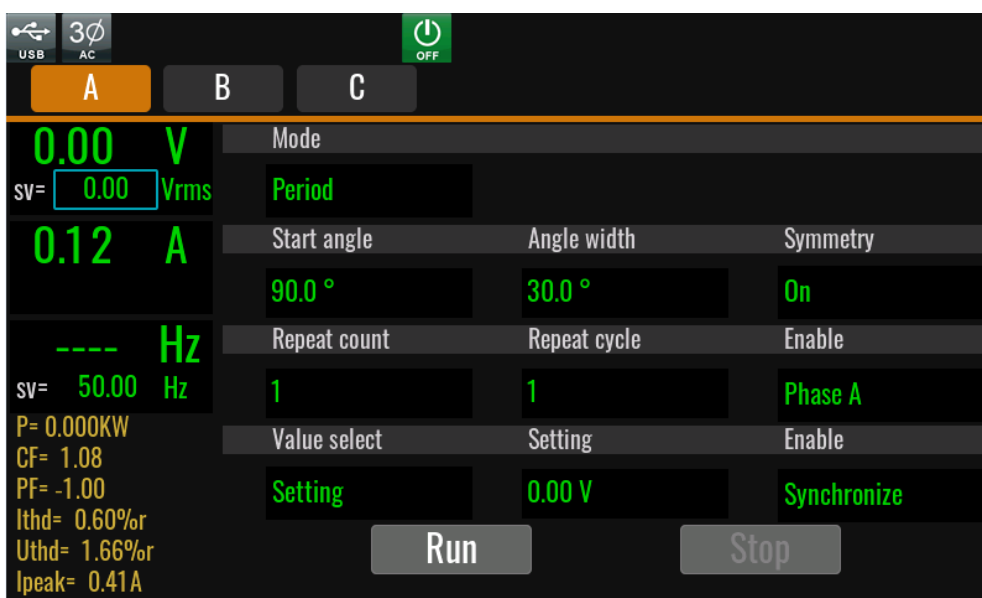 USB
3Ø
AC
OFF
A B C
0.00 V
sv= 0.00 Vrms
0.12 A
---- Hz
sv= 50.00 Hz
P= 0.000KW
CF= 1.08
PF= -1.00
Ithd= 0.60%r
Uthd= 1.66%r
Ipeak= 0.41A
Mode
Period
Start angle Angle width Symmetry
90.0 ° 30.0 ° On
Repeat count Repeat cycle Enable
1 1 Phase A
Value select Setting Enable
Setting 0.00 V Synchronize
Run Stop